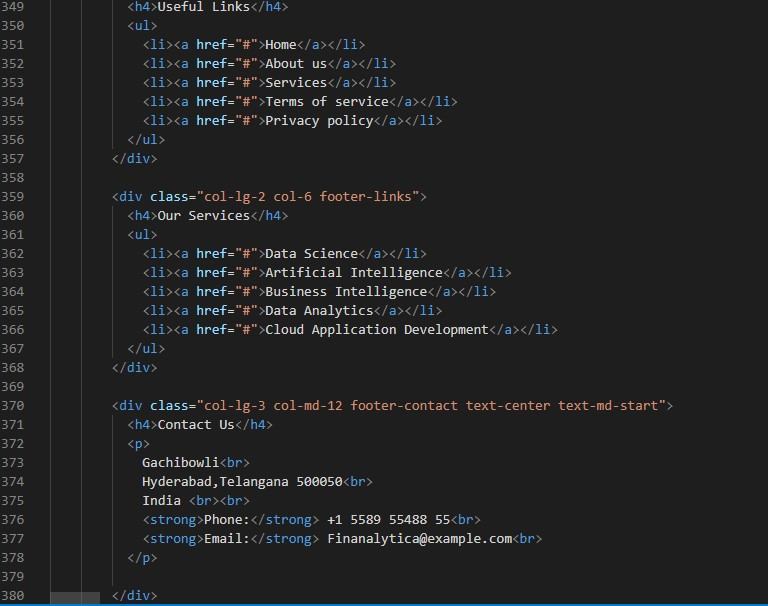 349 <h4>Useful Links</h4>
350 <ul>
351 <li><a href="#">Home</a></li>
352 <li><a href="#">About us</a></li>
353 <li><a href="#">Services</a></li>
354 <li><a href="#">Terms of service</a></li>
355 <li><a href="#">Privacy policy</a></li>
356 </ul>
357 </div>
358
359 <div class="col-lg-2 col-6 footer-links">
360 <h4>Our Services</h4>
361 <ul>
362 <li><a href="#">Data Science</a></li>
363 <li><a href="#">Artificial Intelligence</a></li>
364 <li><a href="#">Business Intelligence</a></li>
365 <li><a href="#">Data Analytics</a></li>
366 <li><a href="#">Cloud Application Development</a></li>
367 </ul>
368 </div>
369
370 <div class="col-lg-3 col-md-12 footer-contact text-center text-md-start">
371 <h4>Contact Us</h4>
372 <p>
373 Gachibowli<br>
374 Hyderabad,Telangana 500050<br>
375 India <br><br>
376 <strong>Phone:</strong> +1 5589 55488 55<br>
377 <strong>Email:</strong> Finanalytica@example.com<br>
378 </p>
379
380 </div>